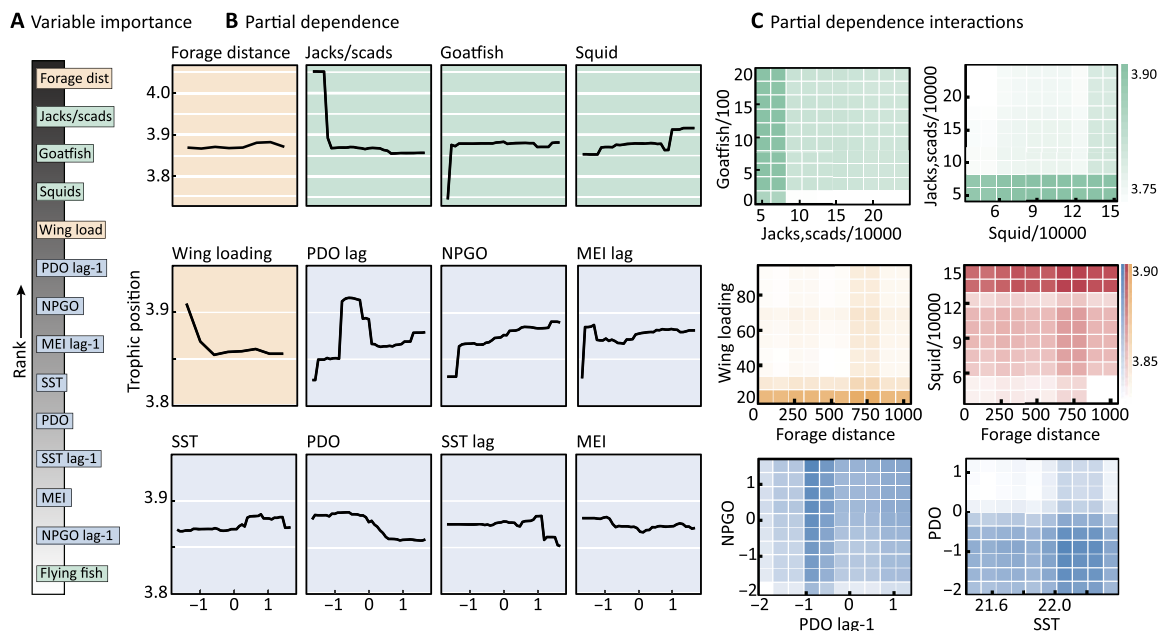 A Variable importance
B Partial dependence
C Partial dependence interactions
Rank
Forage dist
Jacks/scads
Goatfish
Squids
Wing load
PDO lag-1
NPGO
MEI lag-1
SST
PDO
SST lag-1
MEI
NPGO lag-1
Flying fish
Trophic position
Forage distance
Jacks/scads
Goatfish
Squid
4.0
3.9
3.8
Wing loading
PDO lag
NPGO
MEI lag
3.9
3.8
SST
PDO
SST lag
MEI
3.9
3.8
−1 0 1
−1 0 1
−1 0 1
−1 0 1
Goatfish/100
20
15
10
5
0
5 10 15 20
Jacks,scads/10000
Jacks,scads/10000
20
15
10
5
6 9 12 15
Squid/10000
3.90
3.75
Wing loading
80
60
40
20
0 250 500 750 1000
Forage distance
Squid/10000
15
12
9
6
0 250 500 750 1000
Forage distance
3.90
3.85
NPGO
1
0
−1
−2
−2 −1 0 1
PDO lag-1
PDO
1
0
−1
−2
21.6 22.0
SST